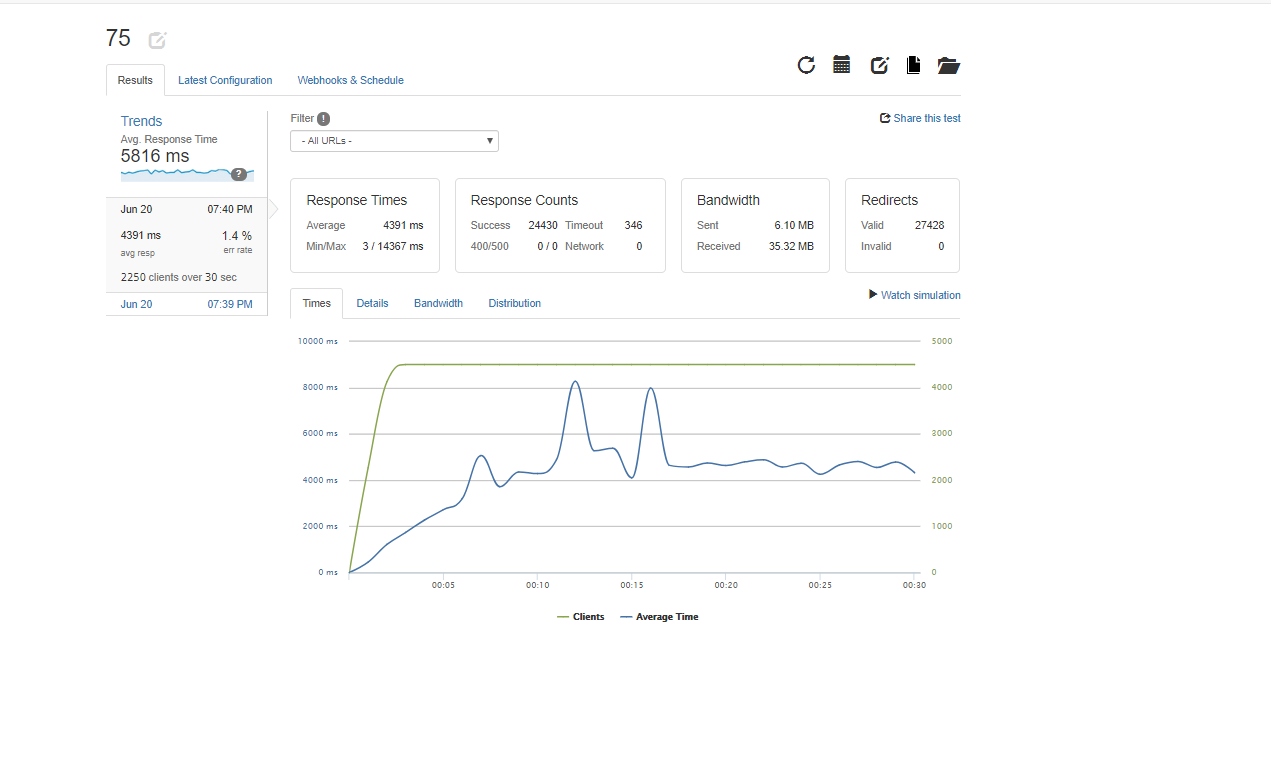 75
Results Latest Configuration Webhooks & Schedule
Trends
Avg. Response Time
5816 ms
?
Jun 20 07:40 PM
4391 ms 1.4 %
avg resp err rate
2250 clients over 30 sec
Jun 20 07:39 PM
Filter !
- All URLs -
Share this test
Response Times
Average 4391 ms
Min/Max 3 / 14367 ms
Response Counts
Success 24430 Timeout 346
400/500 0 / 0 Network 0
Bandwidth
Sent 6.10 MB
Received 35.32 MB
Redirects
Valid 27428
Invalid 0
Times Details Bandwidth Distribution
Watch simulation
10000 ms 5000
8000 ms 4000
6000 ms 3000
4000 ms 2000
2000 ms 1000
0 ms 0
00:05 00:10 00:15 00:20 00:25 00:30
Clients Average Time